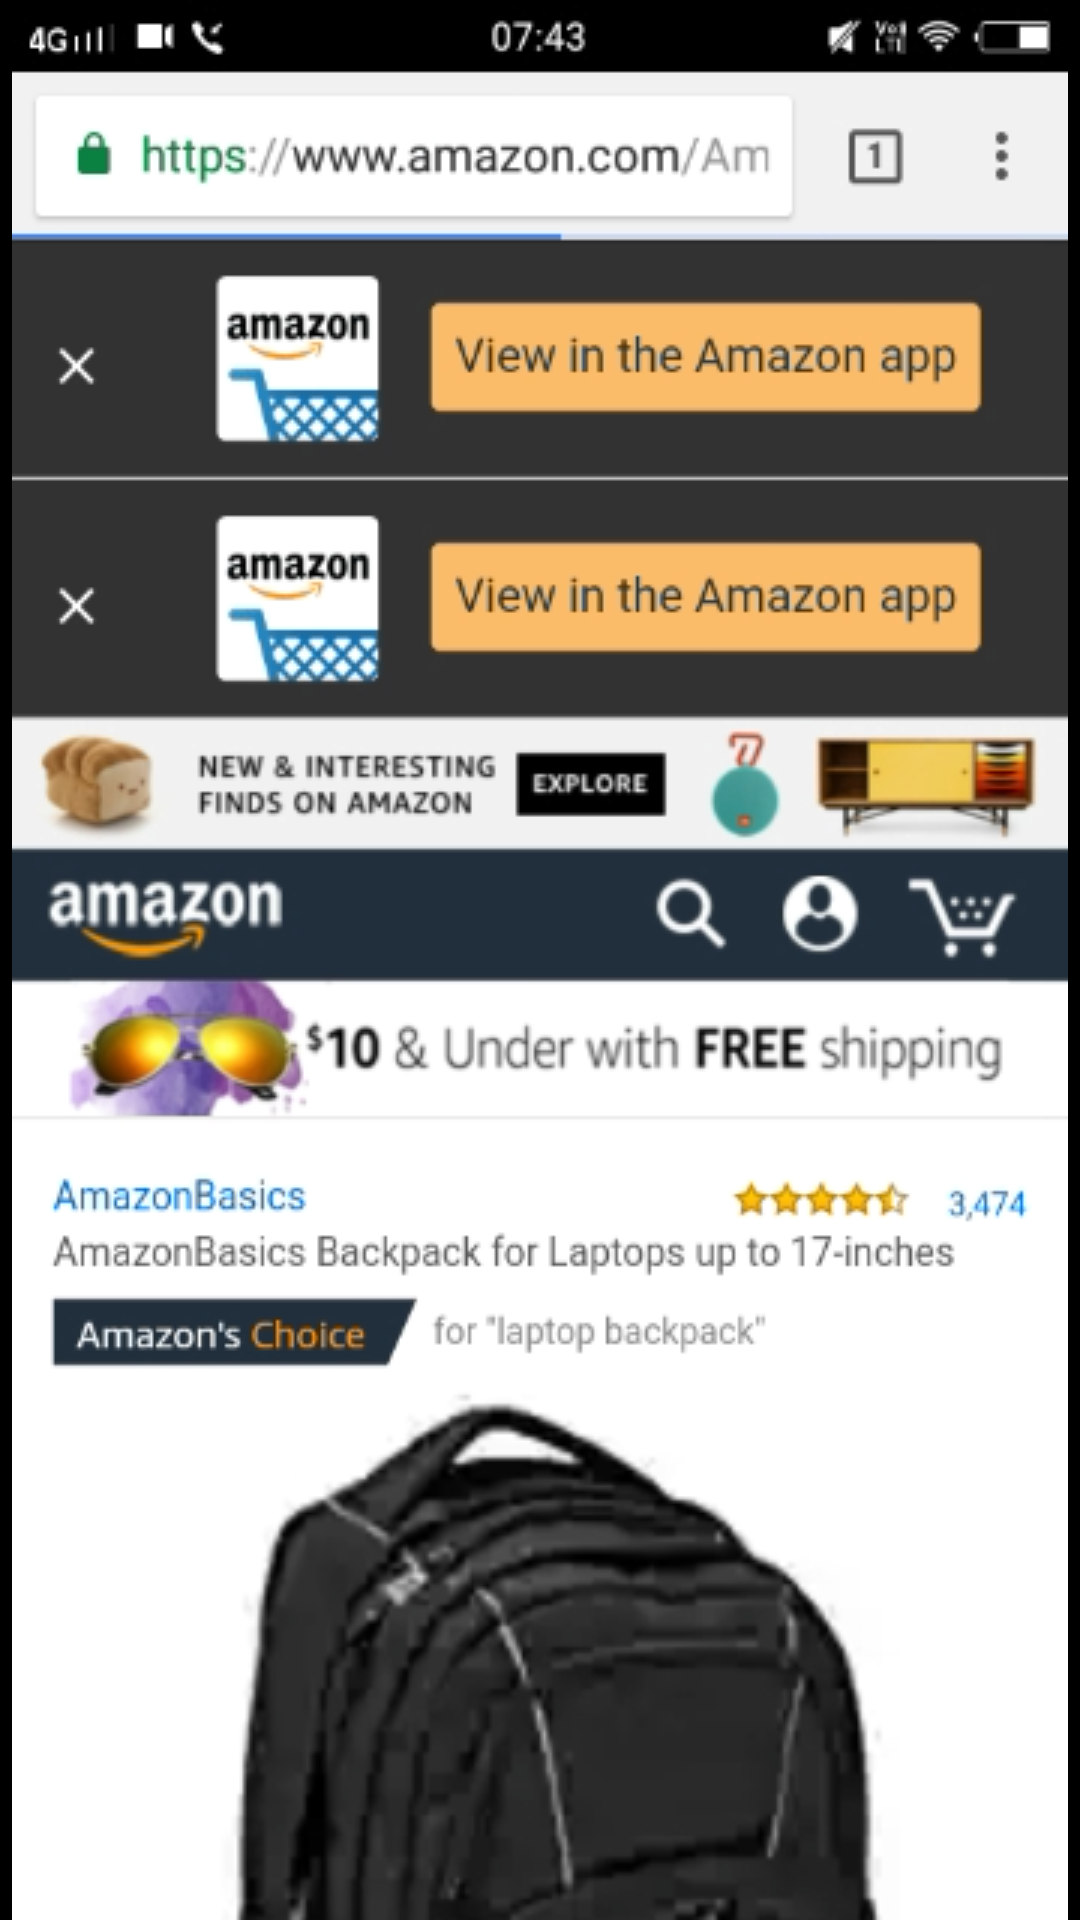 4G 07:43 Vo) LTE
https://www.amazon.com/Am 1
amazon
View in the Amazon app
amazon
View in the Amazon app
NEW & INTERESTING
FINDS ON AMAZON
EXPLORE
amazon
$10 & Under with FREE shipping
AmazonBasics 3,474
AmazonBasics Backpack for Laptops up to 17-inches
Amazon's Choice for "laptop backpack"